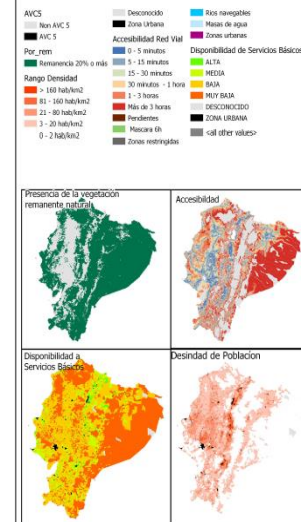 AVC5
Non AVC 5
AVC 5
Por_rem
Remanencia 20% o más
Rango Densidad
> 160 hab/km2
81 - 160 hab/km2
21 - 80 hab/km2
3 - 20 hab/km2
0 - 2 hab/km2
Desconocido
Zona Urbana
Accesibilidad Red Vial
0 - 5 minutos
5 - 15 minutos
15 - 30 minutos
30 minutos - 1 hora
1 - 3 horas
Más de 3 horas
Pendientes
Mascara 6h
Zonas restringidas
Rios navegables
Masas de agua
Zonas urbanas
Disponibilidad de Servicios Básicos
ALTA
MEDIA
BAJA
MUY BAJA
DESCONOCIDO
ZONA URBANA
<all other values>
Presencia de la vegetación
remanente natural
Accesibildad
Disponibilidad a
Servicios Básicos
Desindad de Poblacion